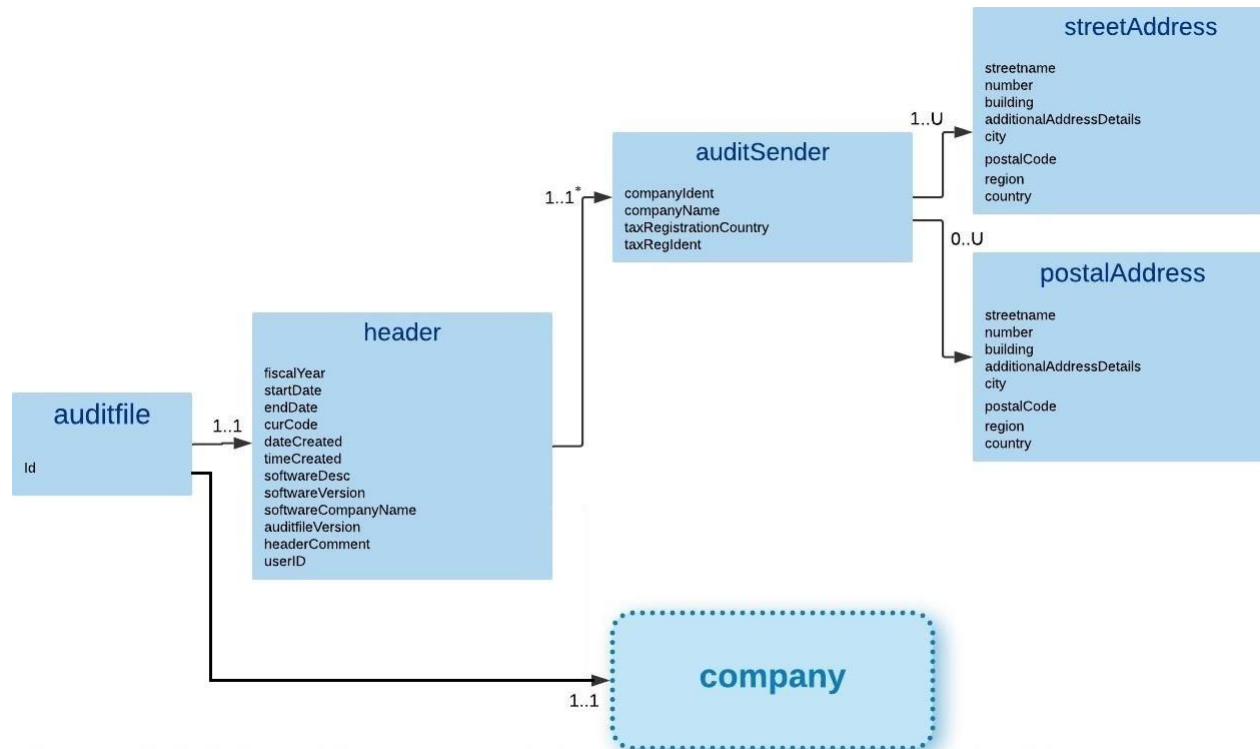 auditfile
Id
1..1
header
fiscalYear
startDate
endDate
curCode
dateCreated
timeCreated
softwareDesc
softwareVersion
softwareCompanyName
auditfileVersion
headerComment
userID
1..1*
auditSender
companyIdent
companyName
taxRegistrationCountry
taxRegIdent
1..U
streetAddress
streetname
number
building
additionalAddressDetails
city
postalCode
region
country
0..U
postalAddress
streetname
number
building
additionalAddressDetails
city
postalCode
region
country
1..1
company